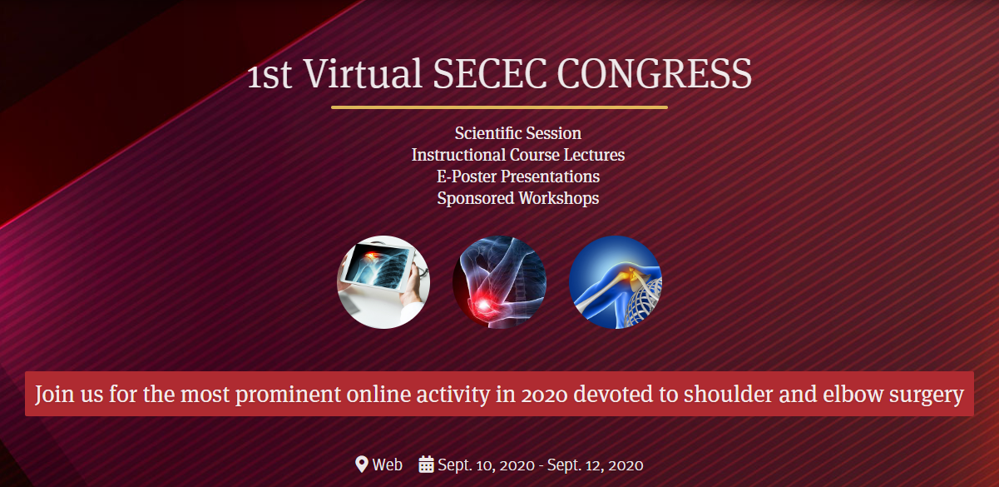 1st Virtual SECEC CONGRESS
Scientific Session
Instructional Course Lectures
E-Poster Presentations
Sponsored Workshops
Join us for the most prominent online activity in 2020 devoted to shoulder and elbow surgery
Web Sept. 10, 2020 - Sept. 12, 2020